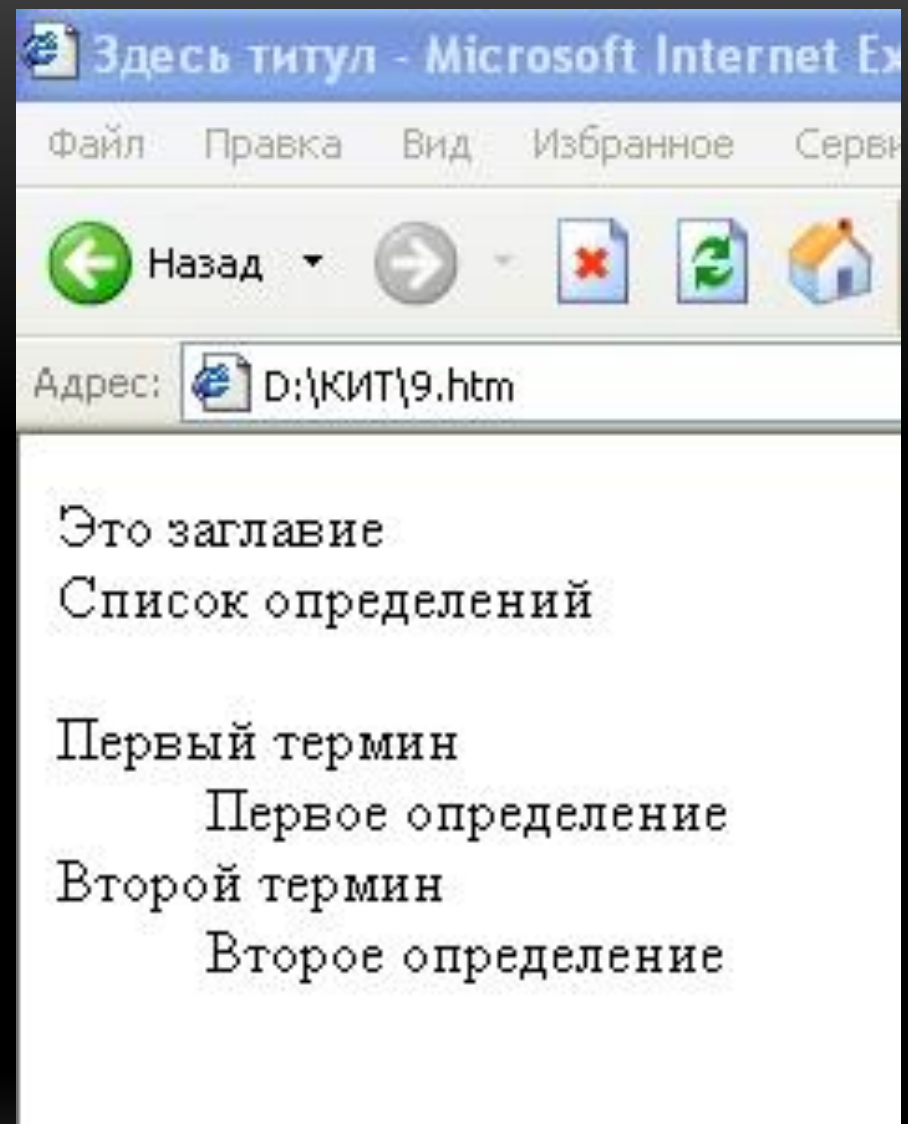 Здесь титул - Microsoft Internet Ex
Файл Правка Вид Избранное Серви
Назад
Адрес: D:\КИТ\9.htm
Это заглавие
Список определений
Первый термин
Первое определение
Второй термин
Второе определение